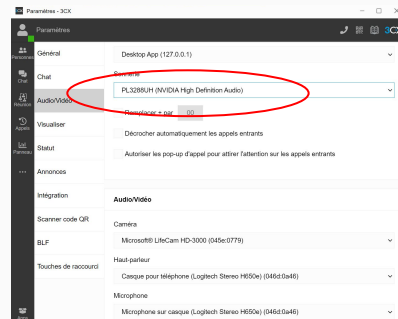 Paramètres - 3CX
Paramètres
3CX
Personnes
Chat
Réunion
Appels
Panneau
Général
Chat
Audio/Vidéo
Visualiser
Statut
Annonces
Intégration
Scanner code QR
BLF
Touches de raccourci
Desktop App (127.0.0.1)
Sonnerie
PL3288UH (NVIDIA High Definition Audio)
Remplacer + par 00
Décrocher automatiquement les appels entrants
Autoriser les pop-up d'appel pour attirer l'attention sur les appels entrants
Audio/Vidéo
Caméra
Microsoft® LifeCam HD-3000 (045e:0779)
Haut-parleur
Casque pour téléphone (Logitech Stereo H650e) (046d:0a46)
Microphone
Microphone sur casque (Logitech Stereo H650e) (046d:0a46)